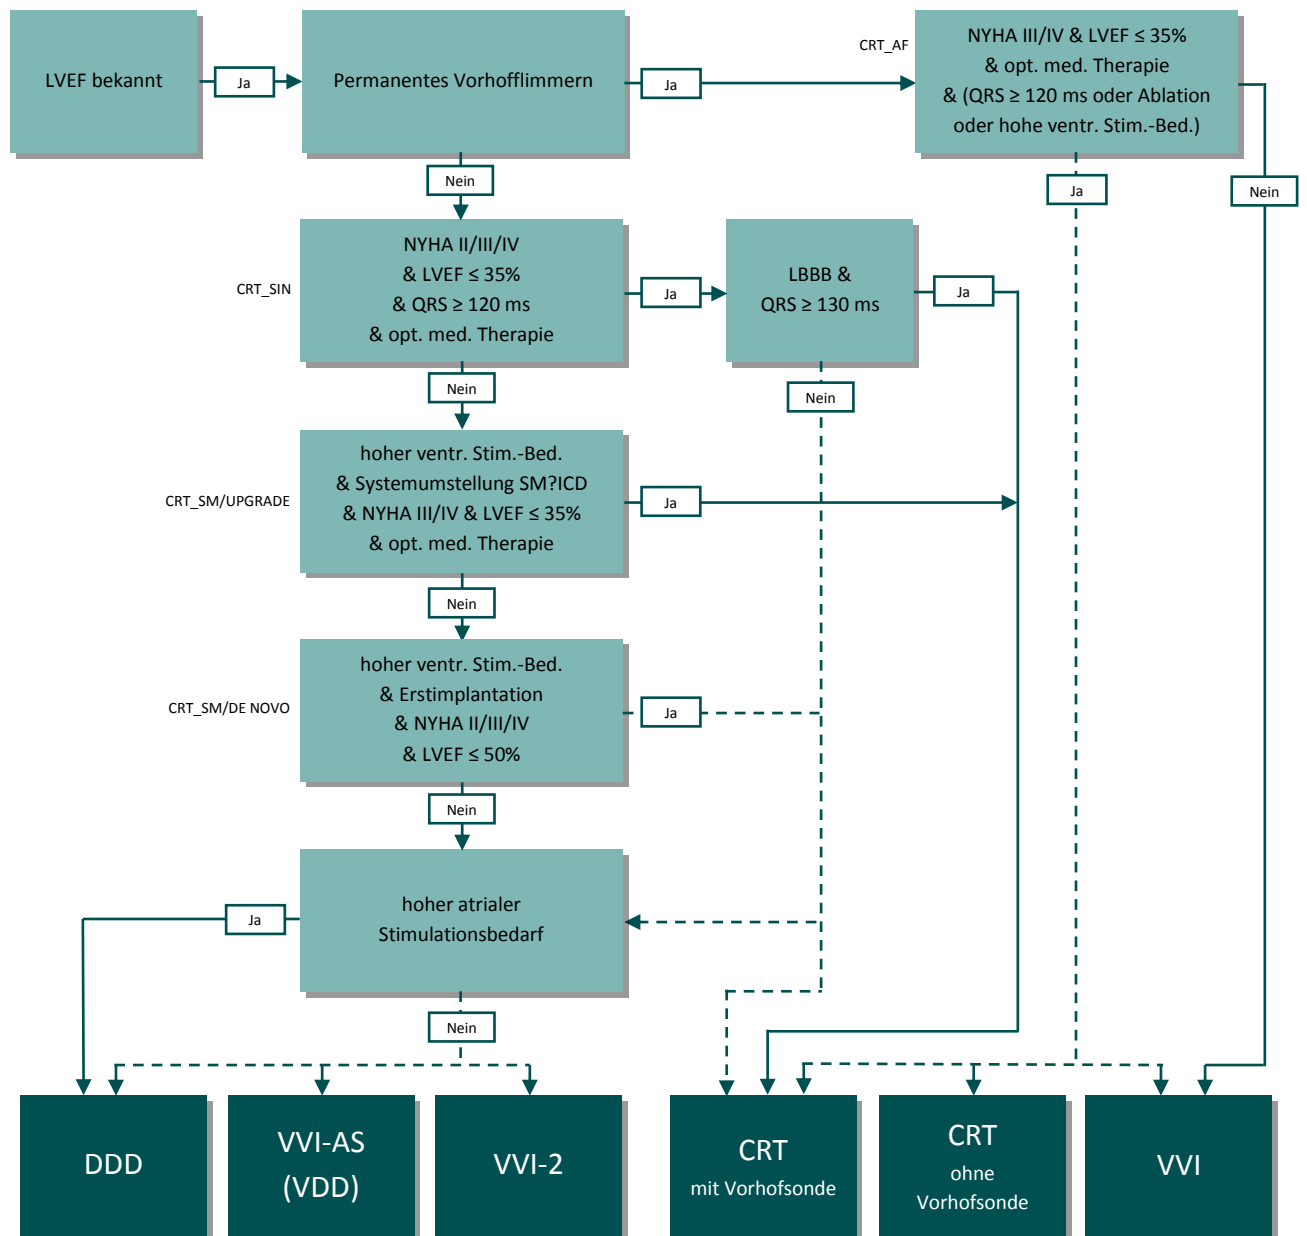 LVEF bekannt
Ja
Permanentes Vorhofflimmern
Ja
CRT_AF
NYHA III/IV & LVEF ≤ 35%
& opt. med. Therapie
& (QRS ≥ 120 ms oder Ablation
oder hohe ventr. Stim.-Bed.)
Nein
Ja
Nein
CRT_SIN
NYHA II/III/IV
& LVEF ≤ 35%
& QRS ≥ 120 ms
& opt. med. Therapie
Ja
LBBB &
QRS ≥ 130 ms
Ja
Nein
Nein
CRT_SM/UPGRADE
hoher ventr. Stim.-Bed.
& Systemumstellung SM?ICD
& NYHA III/IV & LVEF ≤ 35%
& opt. med. Therapie
Ja
Nein
CRT_SM/DE NOVO
hoher ventr. Stim.-Bed.
& Erstimplantation
& NYHA II/III/IV
& LVEF ≤ 50%
Ja
Nein
hoher atrialer
Stimulationsbedarf
Ja
Nein
DDD
VVI-AS
(VDD)
VVI-2
CRT
mit Vorhofsonde
CRT
ohne
Vorhofsonde
VVI